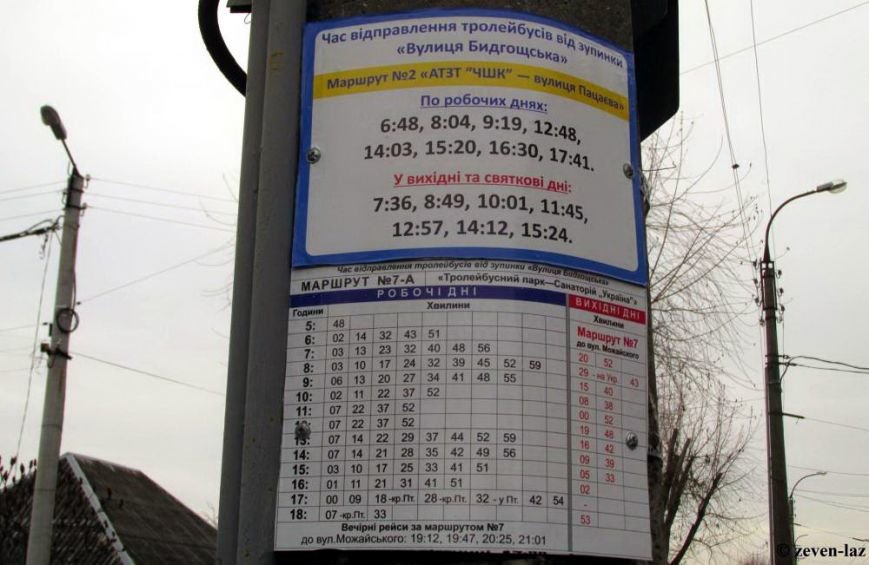 Час відправлення тролейбусів від зупинки
«Вулиця Бидгощська»
Маршрут №2 «АТЗТ "ЧШК" — вулиця Пацаєва»
По робочих днях:
6:48, 8:04, 9:19, 12:48,
14:03, 15:20, 16:30, 17:41.
У вихідні та святкові дні:
7:36, 8:49, 10:01, 11:45,
12:57, 14:12, 15:24.
Час відправлення тролейбусів від зупинки «Вулиця Бидгощська»
МАРШРУТ №7-А «Тролейбусний парк—Санаторій „Україна"»
РОБОЧІ ДНІ ВИХІДНІ ДНІ
Години Хвилини Хвилини
Маршрут №7
до вул. Можайского
5: 48
6: 02 14 32 43 51 20 52
7: 03 13 23 32 40 48 56 29 - на Укр. 43
8: 03 10 17 24 32 39 45 52 59 15 40
9: 06 13 20 27 34 41 48 55 08 38
10: 02 11 22 37 52 00 52
11: 07 22 37 52 19 48
07 22 37 52 16 42
13: 07 14 22 29 37 44 52 59 09 39
14: 07 14 21 28 35 42 49 56 05 33
15: 03 10 17 25 33 41 51 02
16: 01 11 21 31 41 51 -
17: 00 09 18-кр.Пт. 28-кр.Пт. 32 - у Пт. 42 54 53
18: 07-кр.Пт. 33
Вечірні рейси за маршрутом №7
до вул.Можайського: 19:12, 19:47, 20:25, 21:01
© zeven-laz